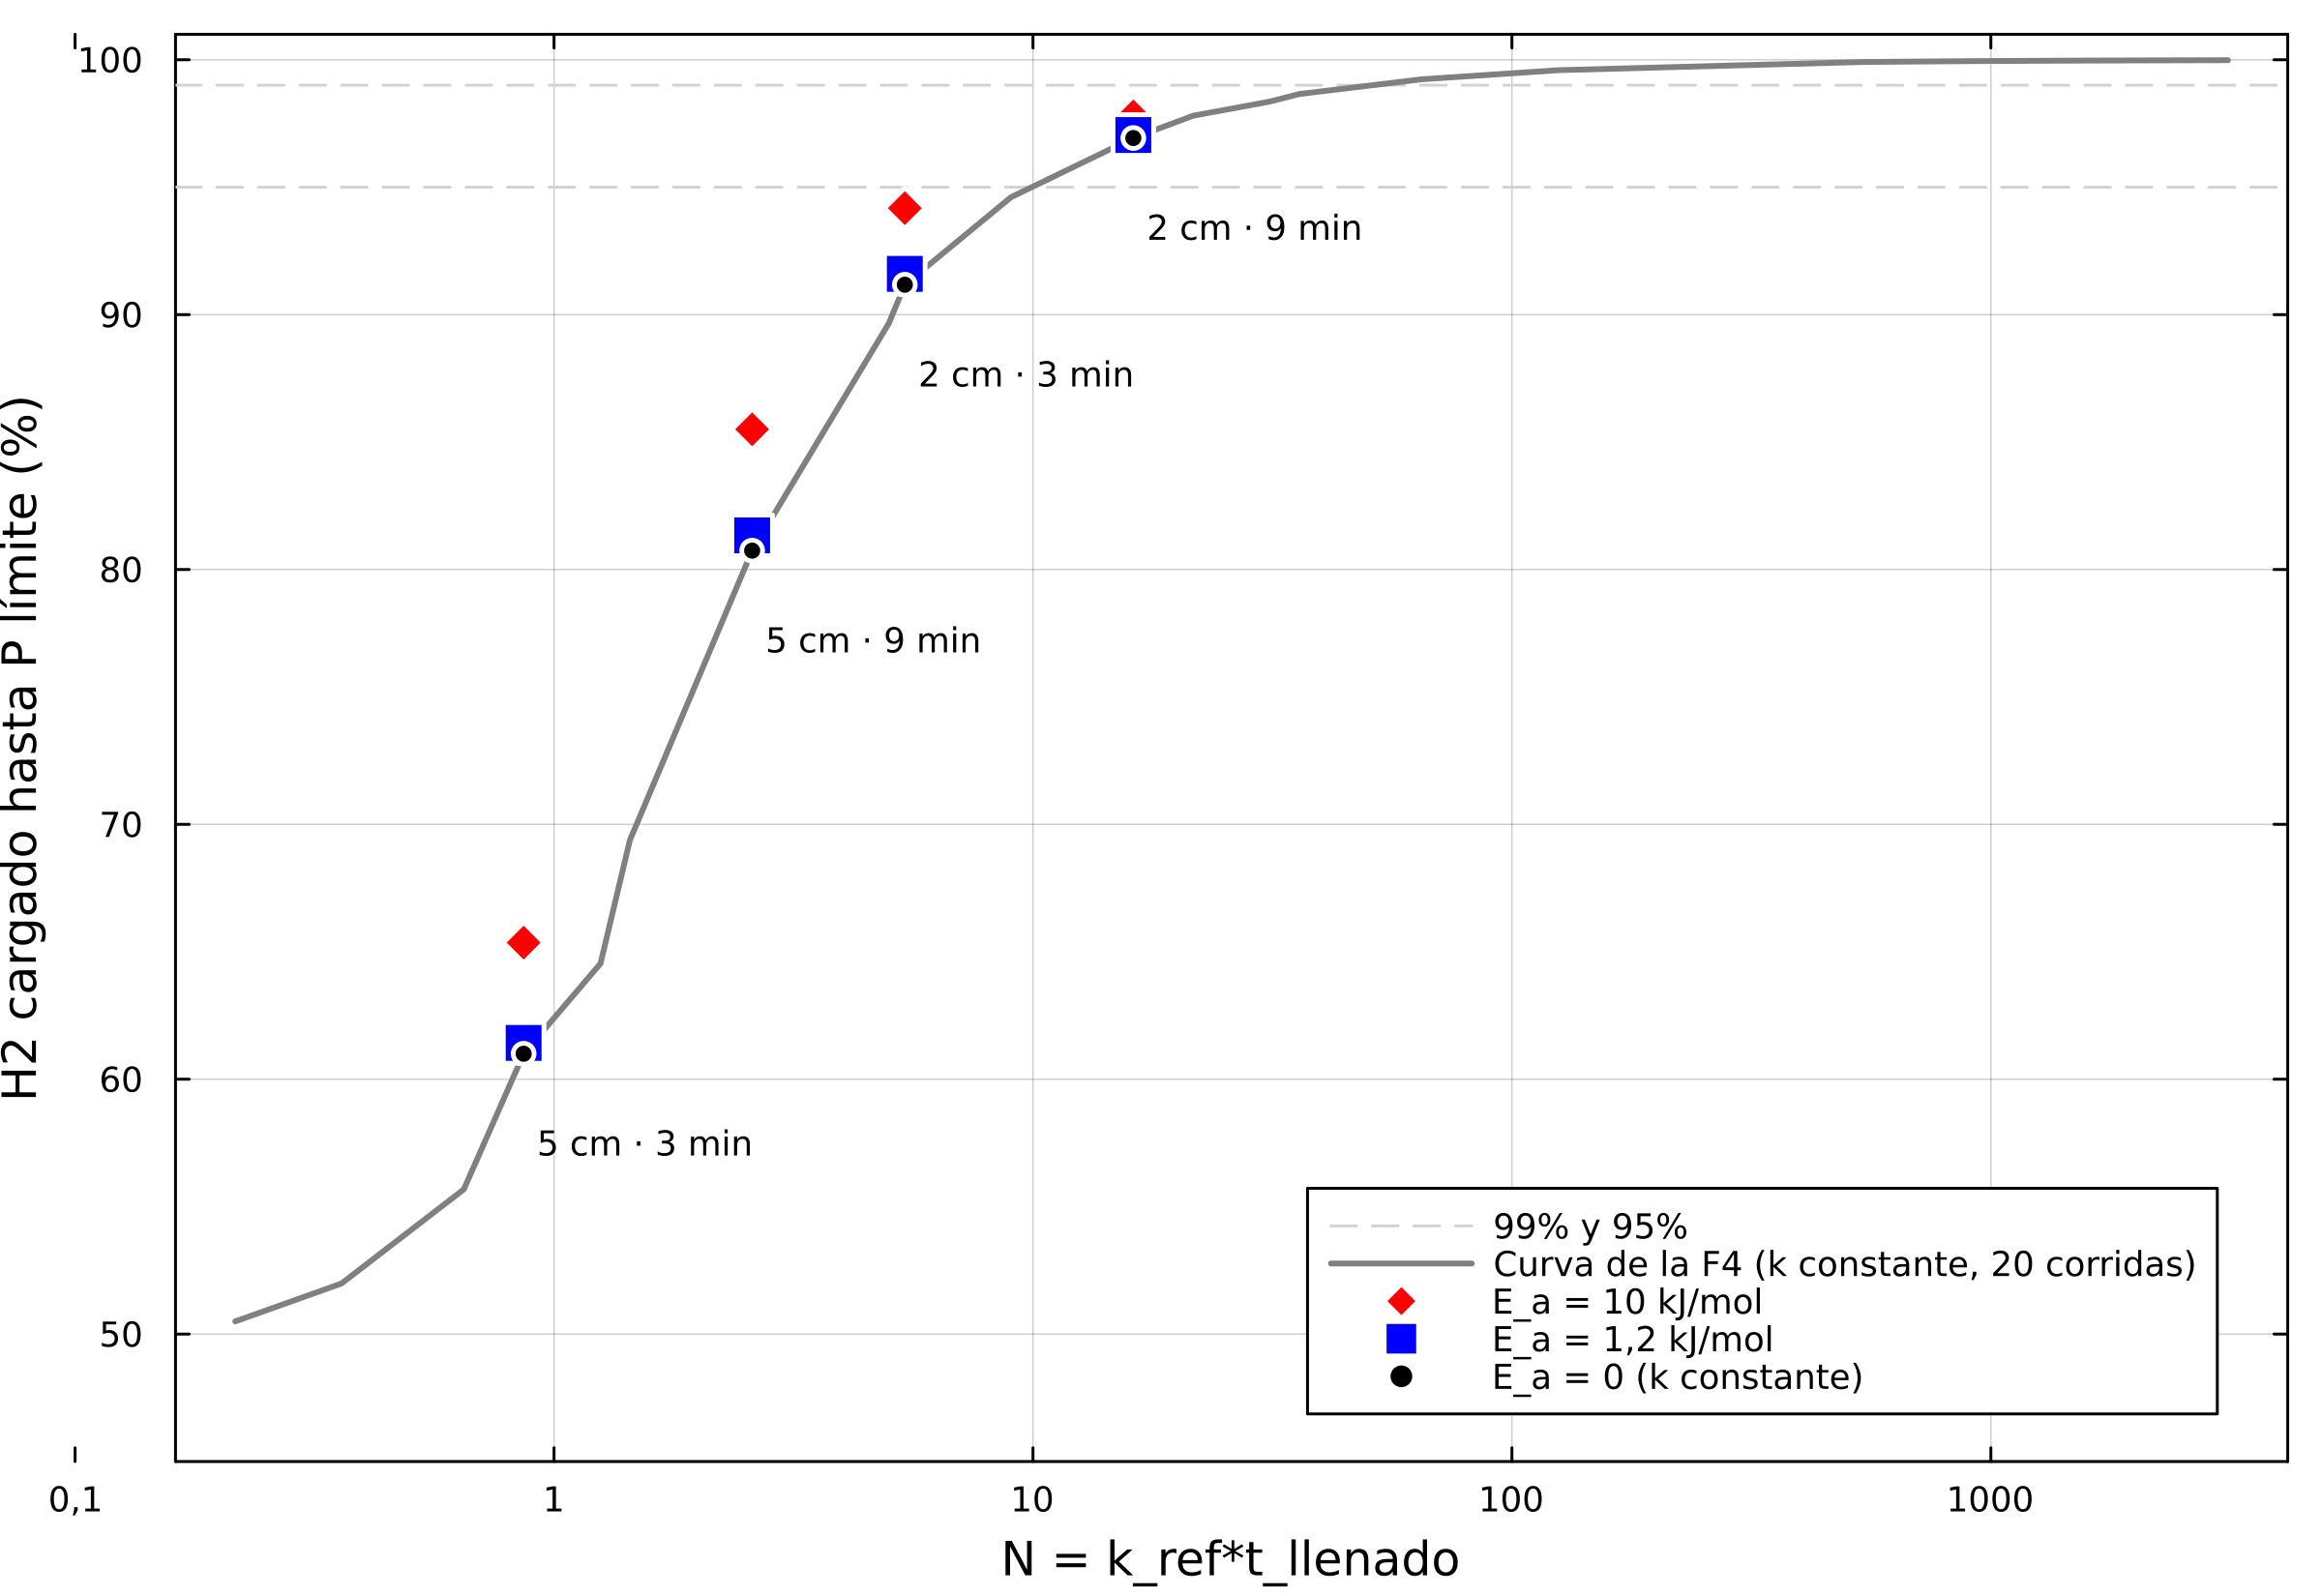 100
90
80
70
60
50
H2 cargado hasta P límite (%)
2 cm · 9 min
2 cm · 3 min
5 cm · 9 min
5 cm · 3 min
99% y 95%
Curva de la F4 (k constante, 20 corridas)
E_a = 10 kJ/mol
E_a = 1,2 kJ/mol
E_a = 0 (k constante)
0,1
1
10
100
1000
N = k_ref*t_llenado